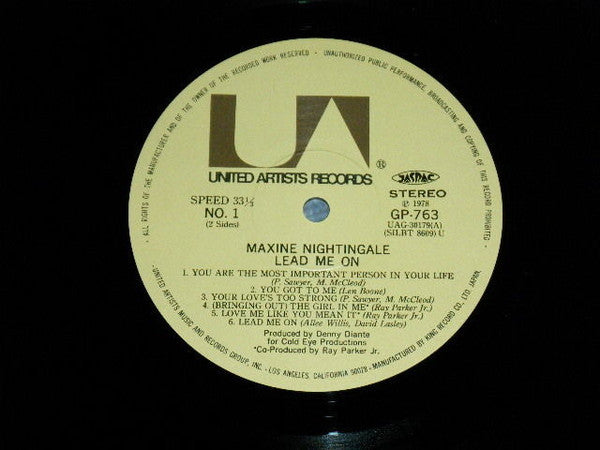 - ALL RIGHTS OF THE MANUFACTURER AND OF THE OWNER OF THE RECORDED WORK RESERVED - UNAUTHORIZED PUBLIC PERFORMANCE, BROADCASTING AND COPYING OF THIS RECORD PROHIBITED -
UA
®
UNITED ARTISTS RECORDS
JASRAC
SPEED 33⅓
STEREO
NO. 1
℗ 1978
(2 Sides)
GP-763
UAG-30179(A)
(SILBT 8609) U
MAXINE NIGHTINGALE
LEAD ME ON
1. YOU ARE THE MOST IMPORTANT PERSON IN YOUR LIFE
(P. Sawyer, M. McCleod)
2. YOU GOT TO ME (Len Boone)
3. YOUR LOVE'S TOO STRONG (P. Sawyer, M. McCleod)
4. (BRINGING OUT) THE GIRL IN ME* (Ray Parker Jr.)
5. LOVE ME LIKE YOU MEAN IT* (Ray Parker Jr.)
6. LEAD ME ON (Allee Willis, David Lasley)
Produced by Denny Diante
for Cold Eye Productions
*Co-Produced by Ray Parker Jr.
- UNITED ARTISTS MUSIC AND RECORDS GROUP, INC. - LOS ANGELES, CALIFORNIA 90028 - MANUFACTURED BY KING RECORD CO., LTD. JAPAN.